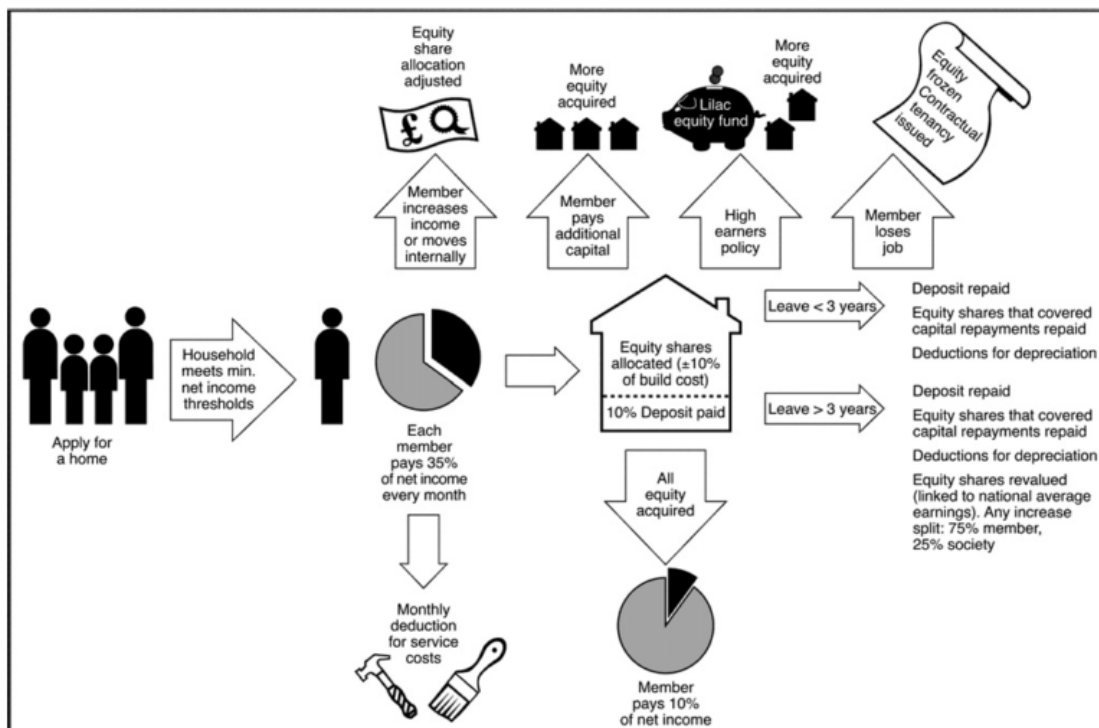 Equity
share
allocation
adjusted
£
More
equity
acquired
Lilac
equity fund
More
equity
acquired
Equity
frozen
Contractual
tenancy
issued
Member
increases
income
or moves
internally
Member
pays
additional
capital
High
earners
policy
Member
loses
job
Apply for
a home
Household
meets min.
net income
thresholds
Each
member
pays 35%
of net income
every month
Equity shares
allocated (±10%
of build cost)
10% Deposit paid
Leave < 3 years
Deposit repaid
Equity shares that covered
capital repayments repaid
Deductions for depreciation
Leave > 3 years
Deposit repaid
Equity shares that covered
capital repayments repaid
Deductions for depreciation
Equity shares revalued
(linked to national average
earnings). Any increase
split: 75% member,
25% society
All
equity
acquired
Monthly
deduction
for service
costs
Member
pays 10%
of net income